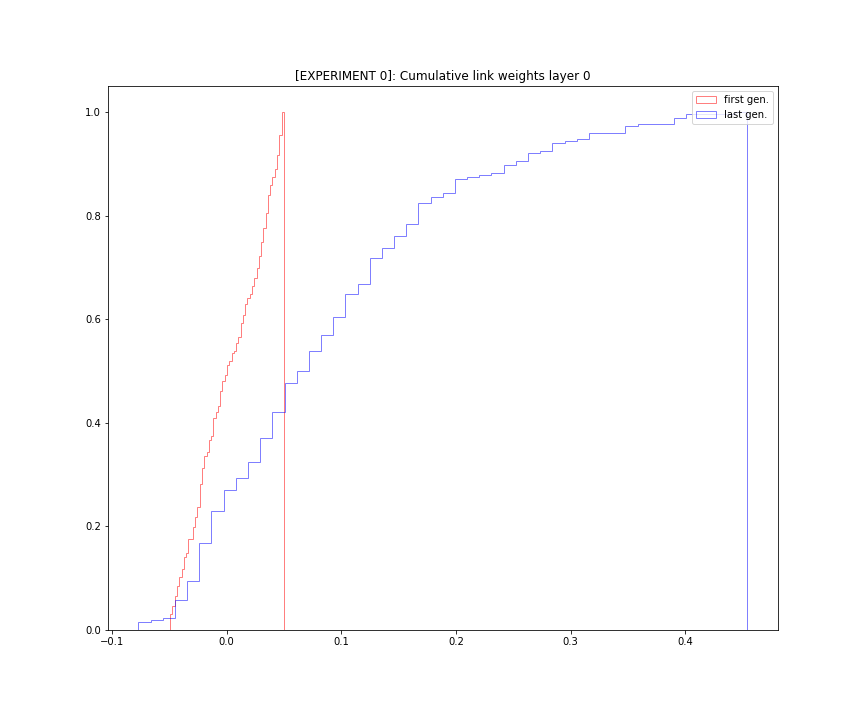 [EXPERIMENT 0]: Cumulative link weights layer 0
first gen.
last gen.
1.0
0.8
0.6
0.4
0.2
0.0
−0.1 0.0 0.1 0.2 0.3 0.4